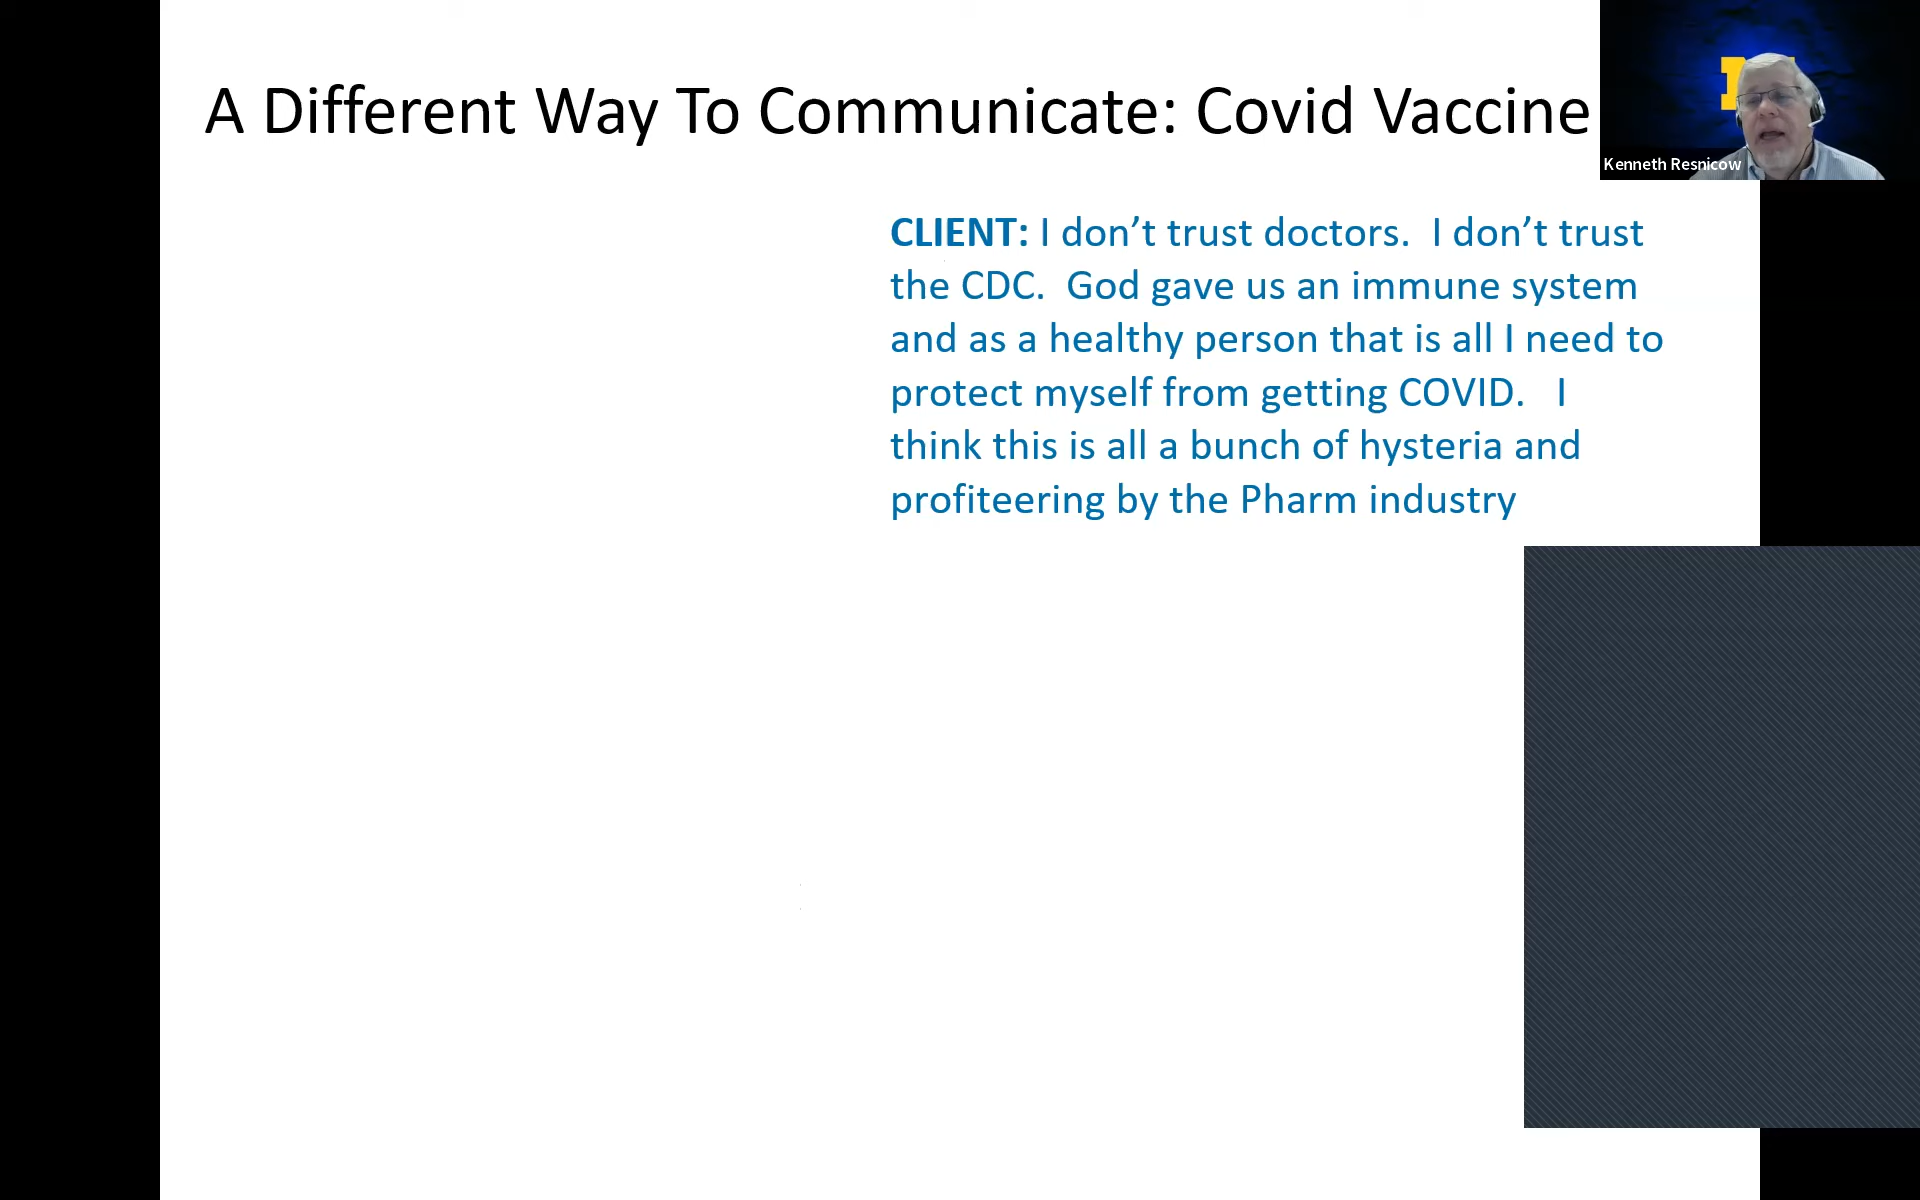 A Different Way To Communicate: Covid Vaccine
Kenneth Resnicow
CLIENT: I don’t trust doctors.  I don’t trust
the CDC.  God gave us an immune system
and as a healthy person that is all I need to
protect myself from getting COVID.   I
think this is all a bunch of hysteria and
profiteering by the Pharm industry